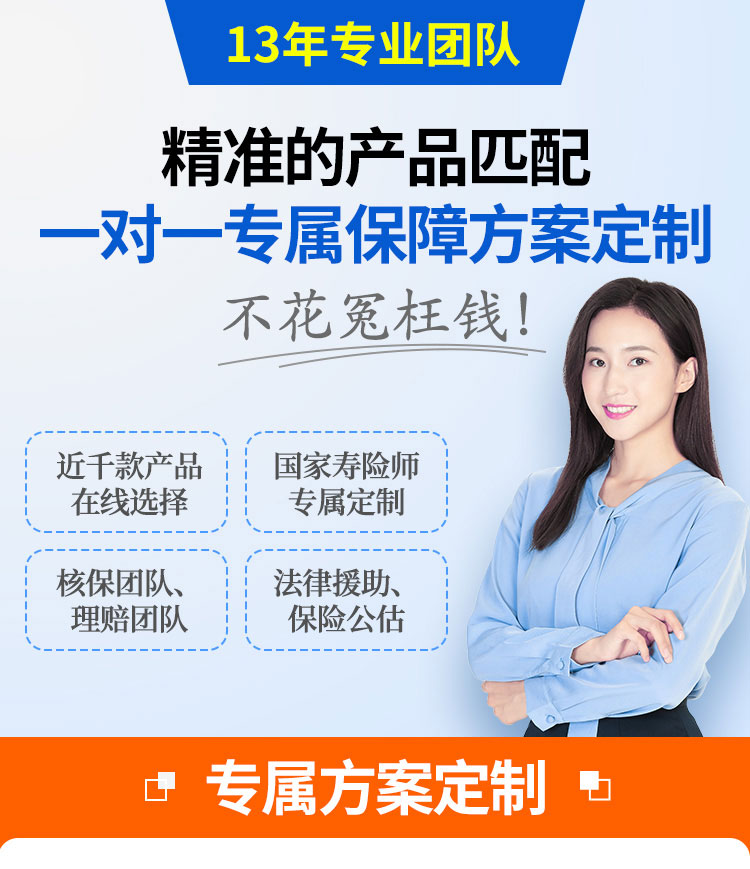 13年专业团队
精准的产品匹配
一对一专属保障方案定制
不花冤枉钱!
近千款产品
在线选择
国家寿险师
专属定制
核保团队、
理赔团队
法律援助、
保险公估
专属方案定制